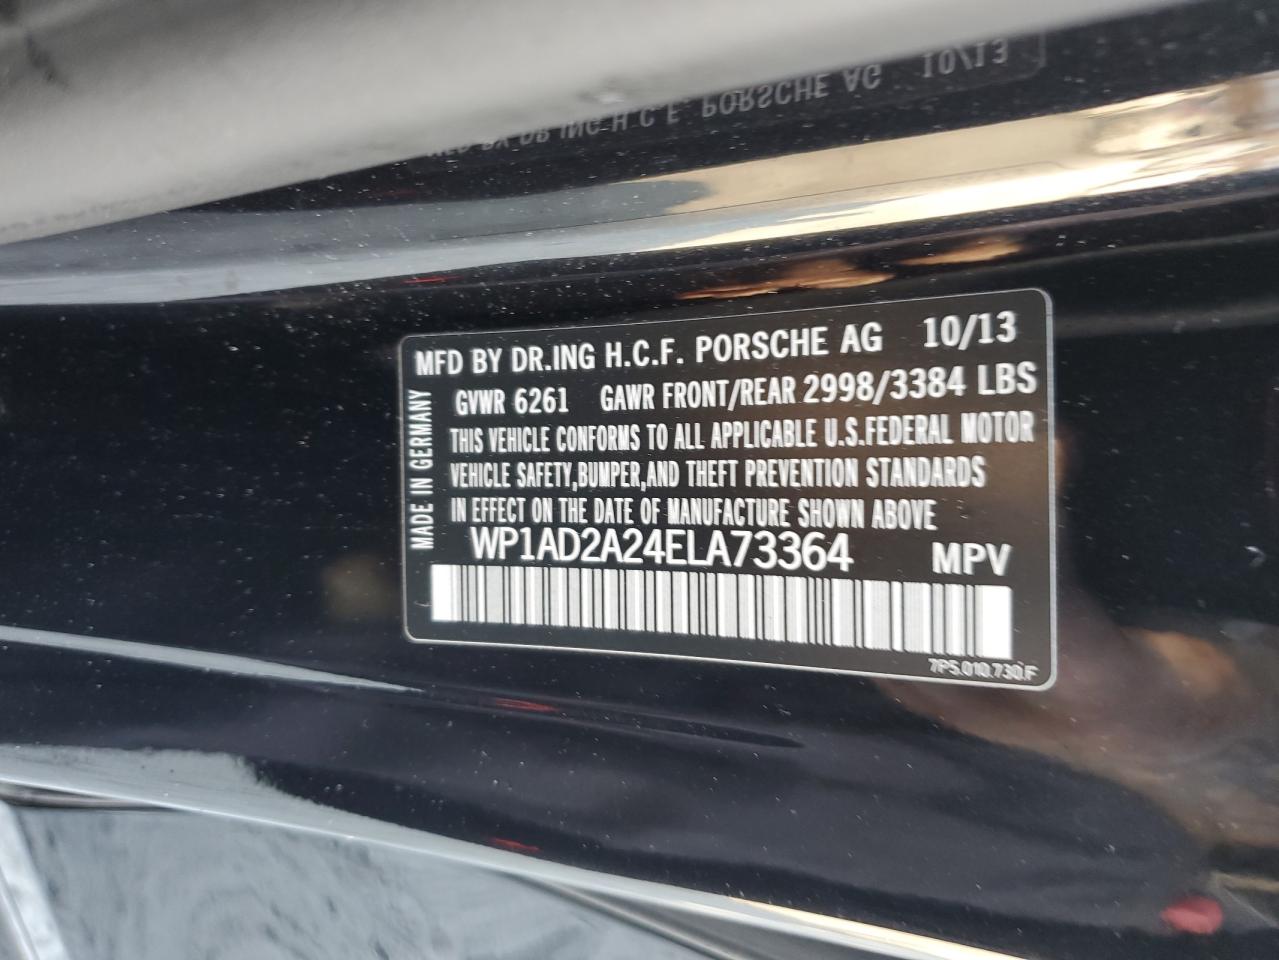 MFD BY DR.ING H.C.F. PORSCHE AG 10/13
GVWR 6261 GAWR FRONT/REAR 2998/3384 LBS
THIS VEHICLE CONFORMS TO ALL APPLICABLE U.S.FEDERAL MOTOR
VEHICLE SAFETY,BUMPER,AND THEFT PREVENTION STANDARDS
IN EFFECT ON THE DATE OF MANUFACTURE SHOWN ABOVE
WP1AD2A24ELA73364 MPV
7P5.010.730.F
MADE IN GERMANY